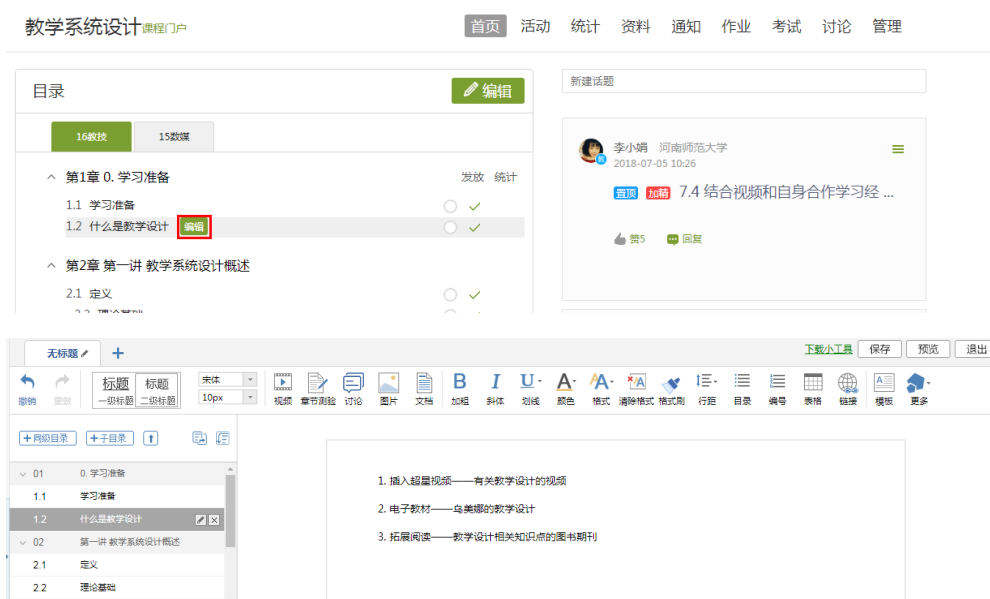 教学系统设计课程门户
首页 活动 统计 资料 通知 作业 考试 讨论 管理
目录 编辑
16教技 15数媒
第1章 0. 学习准备 发放 统计
1.1 学习准备
1.2 什么是教学设计 编辑
第2章 第一讲 教学系统设计概述
2.1 定义
新建话题
李小娟 河南师范大学
2018-07-05 10:26
置顶 加精 7.4 结合视频和自身合作学习经 ...
赞5 回复
无标题 + 下载小工具 保存 预览 退出
撤销 重做 标题 一级标题 标题 二级标题 宋体 10px 视频 章节测验 讨论 图片 文档 B 加粗 I 斜体 U 划线 A 颜色 格式 清除格式 格式刷 行距 目录 编号 表格 链接 模板 更多
+同级目录 +子目录
01 0. 学习准备
1.1 学习准备
1.2 什么是教学设计
02 第一讲 教学系统设计概述
2.1 定义
2.2 理论基础
1. 插入超星视频——有关教学设计的视频
2. 电子教材——乌美娜的教学设计
3. 拓展阅读——教学设计相关知识点的图书期刊